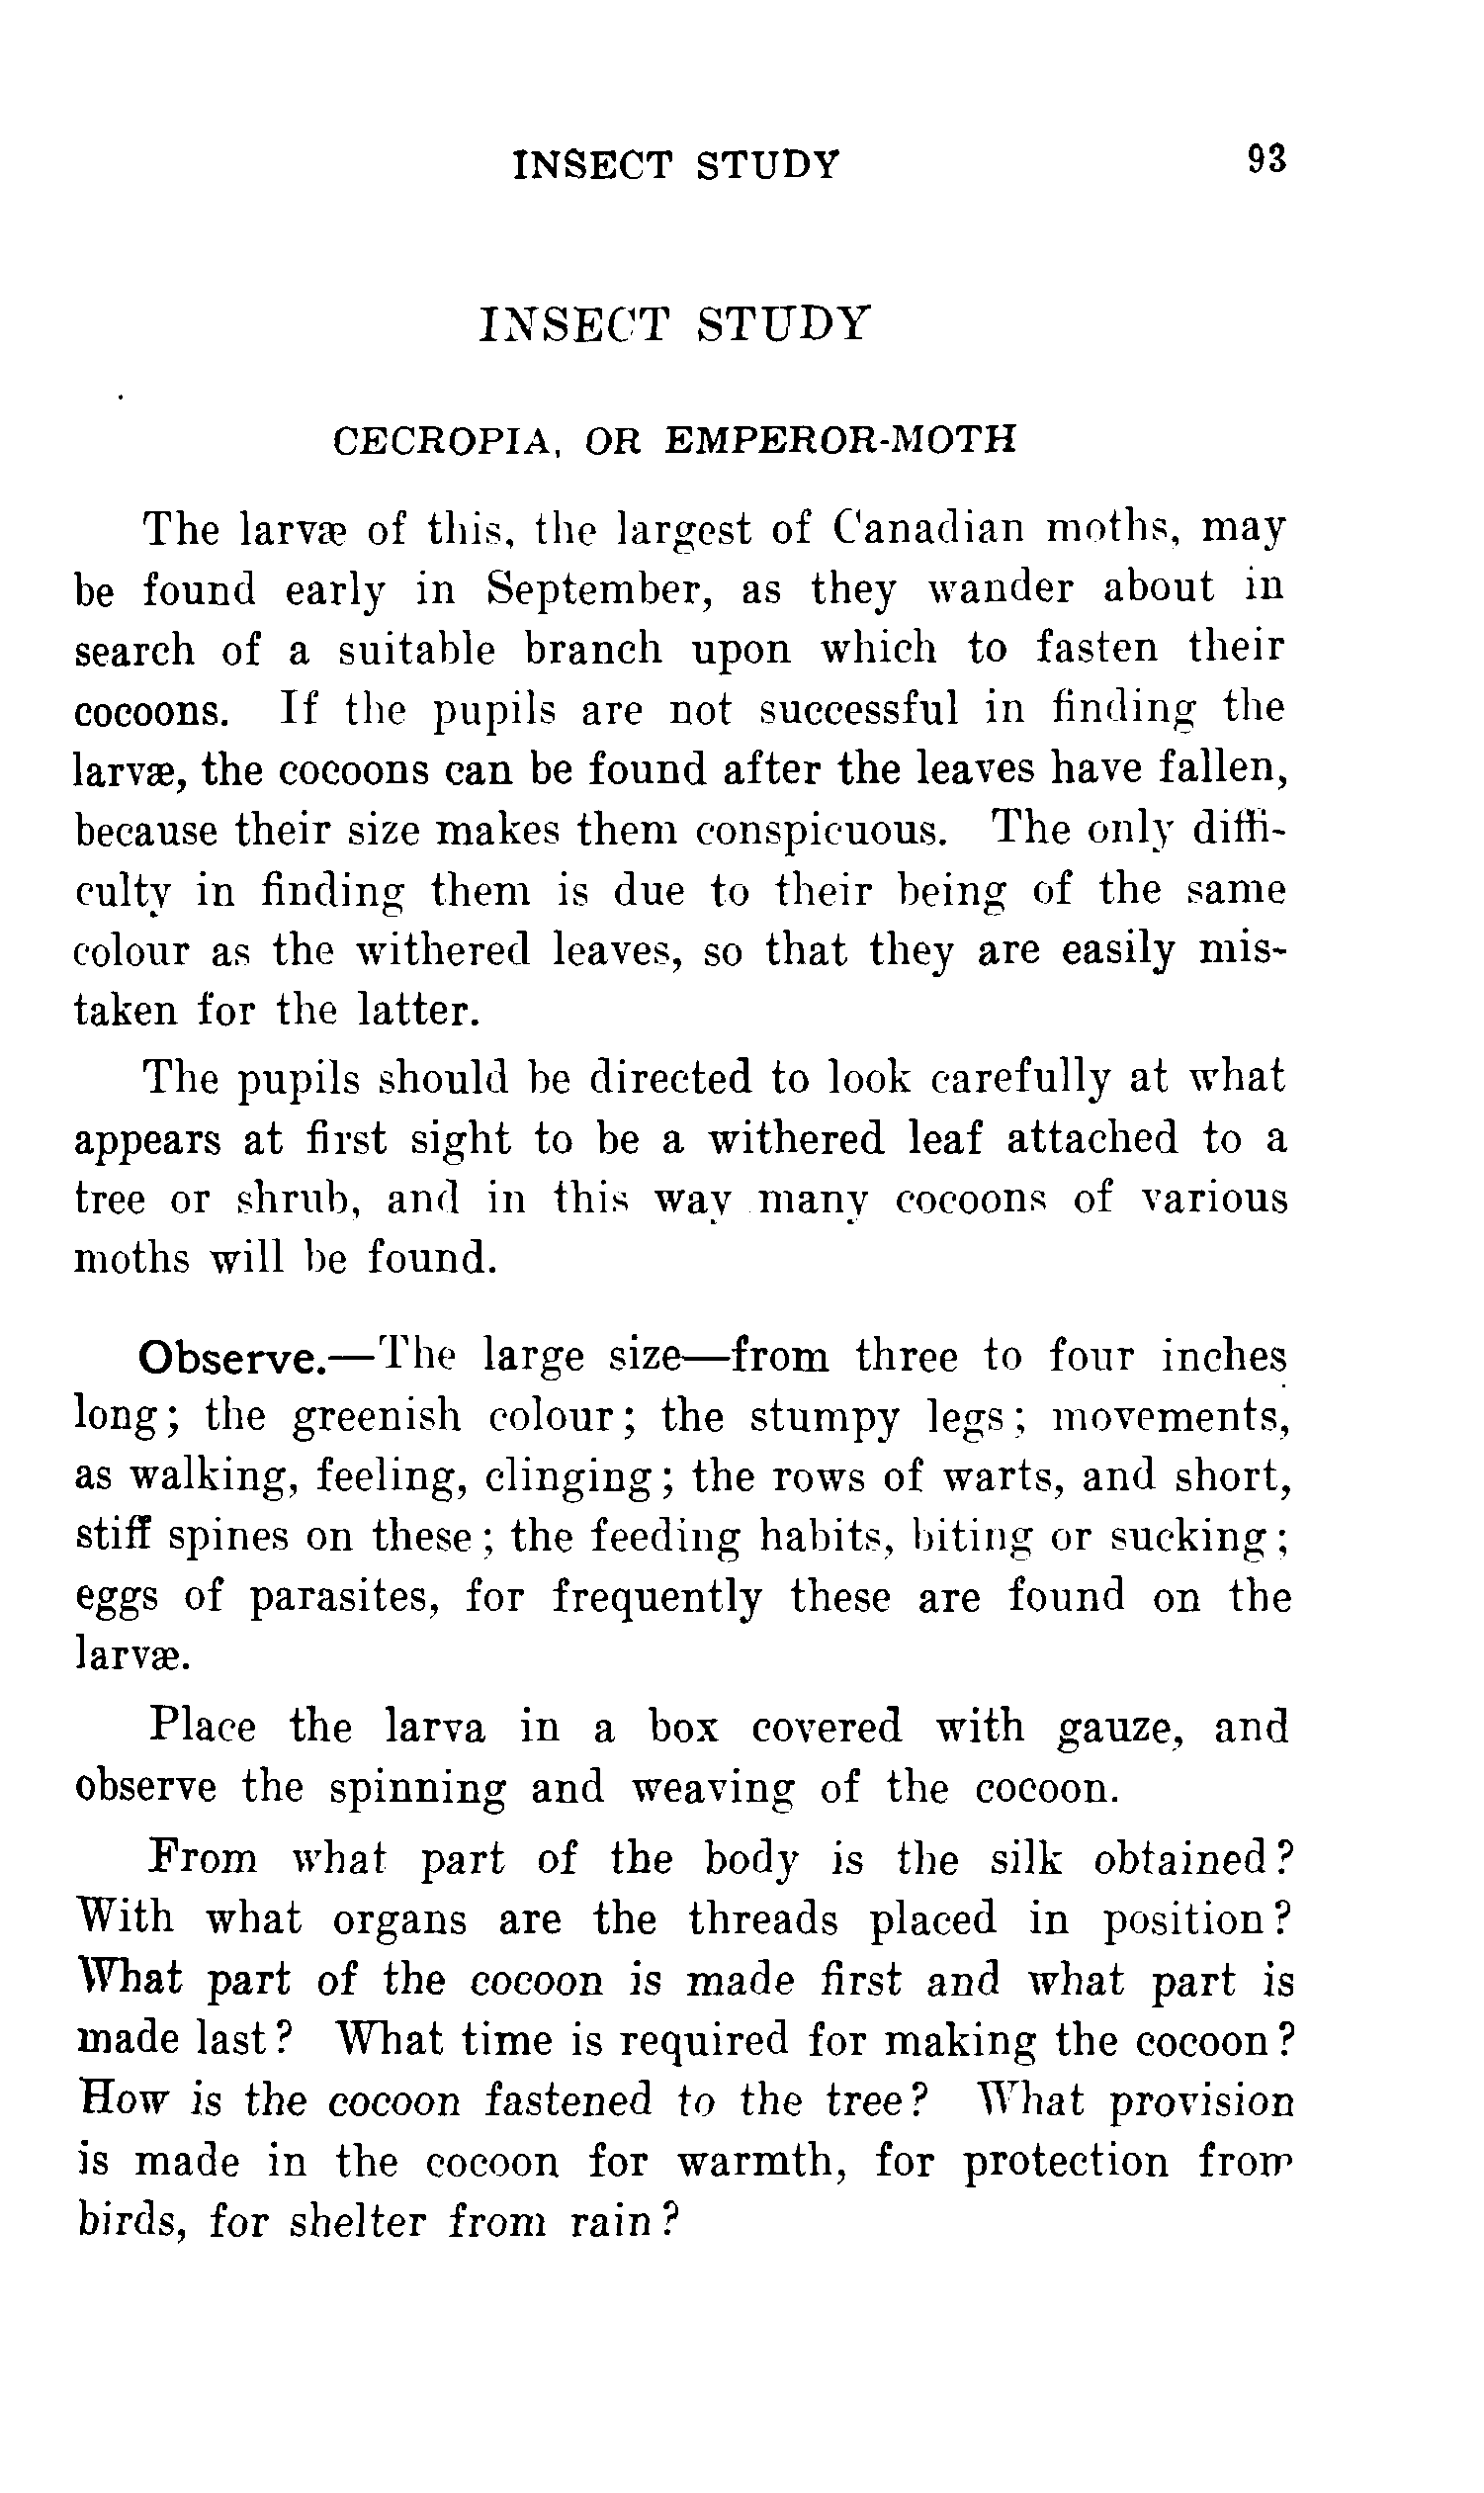 INSECT STUDY 93
INSECT STUDY
CECROPIA, OR EMPEROR-MOTH
The larvæ of this, the largest of Canadian moths, may
be found early in September, as they wander about in
search of a suitable branch upon which to fasten their
cocoons. If the pupils are not successful in finding the
larvæ, the cocoons can be found after the leaves have fallen,
because their size makes them conspicuous. The only diffi-
culty in finding them is due to their being of the same
colour as the withered leaves, so that they are easily mis-
taken for the latter.
The pupils should be directed to look carefully at what
appears at first sight to be a withered leaf attached to a
tree or shrub, and in this way many cocoons of various
moths will be found.
Observe.—The large size—from three to four inches
long; the greenish colour; the stumpy legs; movements,
as walking, feeling, clinging; the rows of warts, and short,
stiff spines on these; the feeding habits, biting or sucking;
eggs of parasites, for frequently these are found on the
larvæ.
Place the larva in a box covered with gauze, and
observe the spinning and weaving of the cocoon.
From what part of the body is the silk obtained?
With what organs are the threads placed in position?
What part of the cocoon is made first and what part is
made last? What time is required for making the cocoon?
How is the cocoon fastened to the tree? What provision
is made in the cocoon for warmth, for protection from
birds, for shelter from rain?